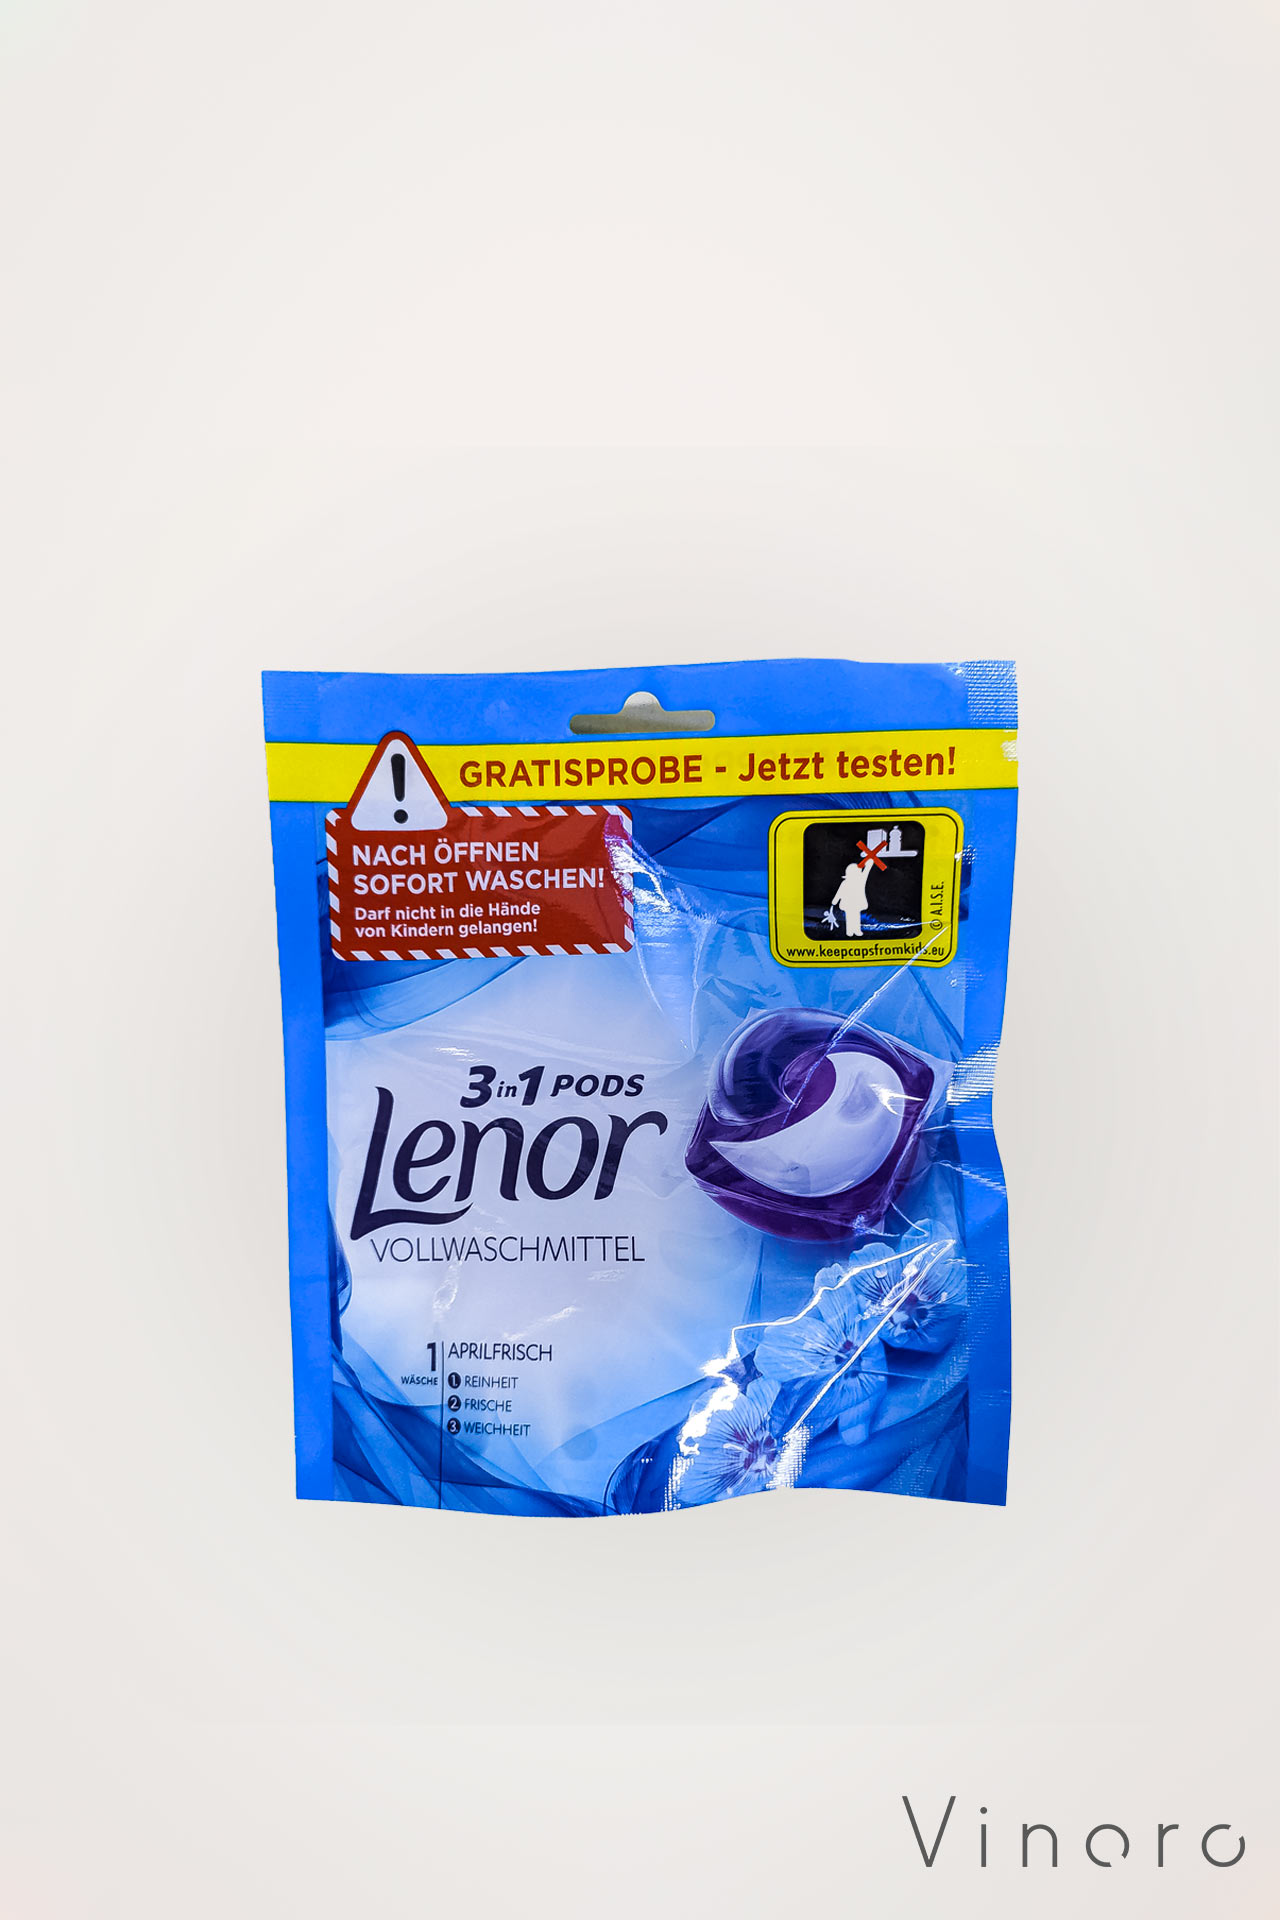 GRATISPROBE - Jetzt testen!
!
NACH ÖFFNEN
SOFORT WASCHEN!
Darf nicht in die Hände
von Kindern gelangen!
© A.I.S.E.
www.keepcapsfromkids.eu
3in1 PODS
Lenor
VOLLWASCHMITTEL
1 WÄSCHE
APRILFRISCH
1 REINHEIT
2 FRISCHE
3 WEICHHEIT
Vinoro